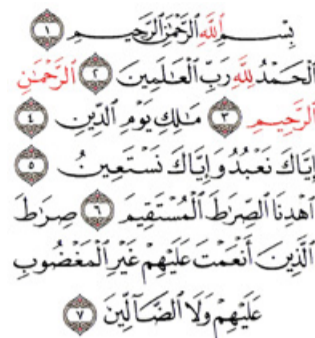 بِسْمِ ٱللَّهِ ٱلرَّحْمَٰنِ ٱلرَّحِيمِ ١
ٱلْحَمْدُ لِلَّهِ رَبِّ ٱلْعَٰلَمِينَ ٢ ٱلرَّحْمَٰنِ
ٱلرَّحِيمِ ٣ مَٰلِكِ يَوْمِ ٱلدِّينِ ٤
إِيَّاكَ نَعْبُدُ وَإِيَّاكَ نَسْتَعِينُ ٥
ٱهْدِنَا ٱلصِّرَٰطَ ٱلْمُسْتَقِيمَ ٦ صِرَٰطَ
ٱلَّذِينَ أَنْعَمْتَ عَلَيْهِمْ غَيْرِ ٱلْمَغْضُوبِ
عَلَيْهِمْ وَلَا ٱلضَّآلِّينَ ٧